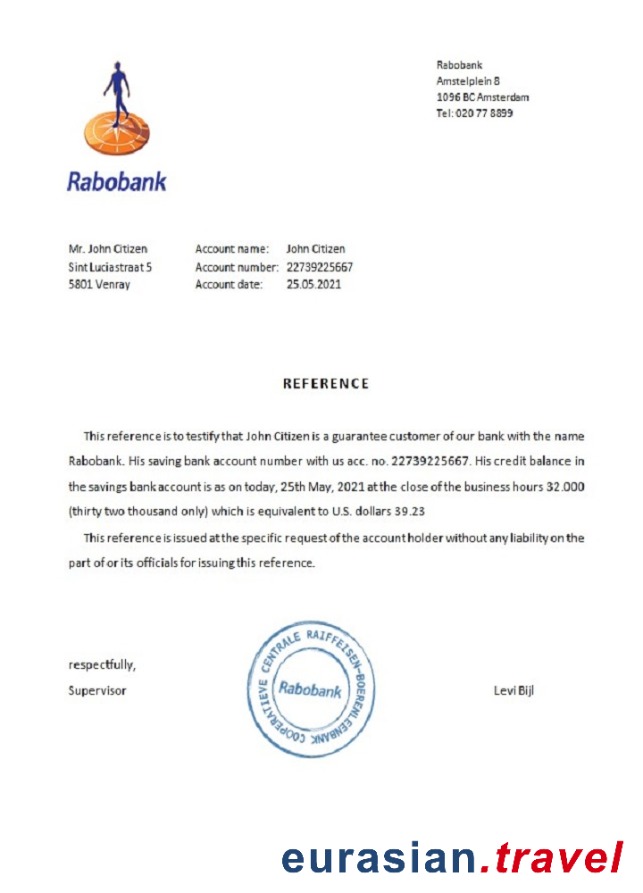 Rabobank
Amstelplein 8
1096 BC Amsterdam
Tel: 020 77 8899
Rabobank
Mr. John Citizen Account name: John Citizen
Sint Luciastraat 5 Account number: 22739225667
5801 Venray Account date: 25.05.2021
REFERENCE
This reference is to testify that John Citizen is a guarantee customer of our bank with the name
Rabobank. His saving bank account number with us acc. no. 22739225667. His credit balance in
the savings bank account is as on today, 25th May, 2021 at the close of the business hours 32.000
(thirty two thousand only) which is equivalent to U.S. dollars 39.23
This reference is issued at the specific request of the account holder without any liability on the
part of or its officials for issuing this reference.
respectfully,
Supervisor
COOPERATIEVE CENTRALE RAIFFEISEN-BOERENLEENBANK
Rabobank
Levi Bijl
eurasian.travel